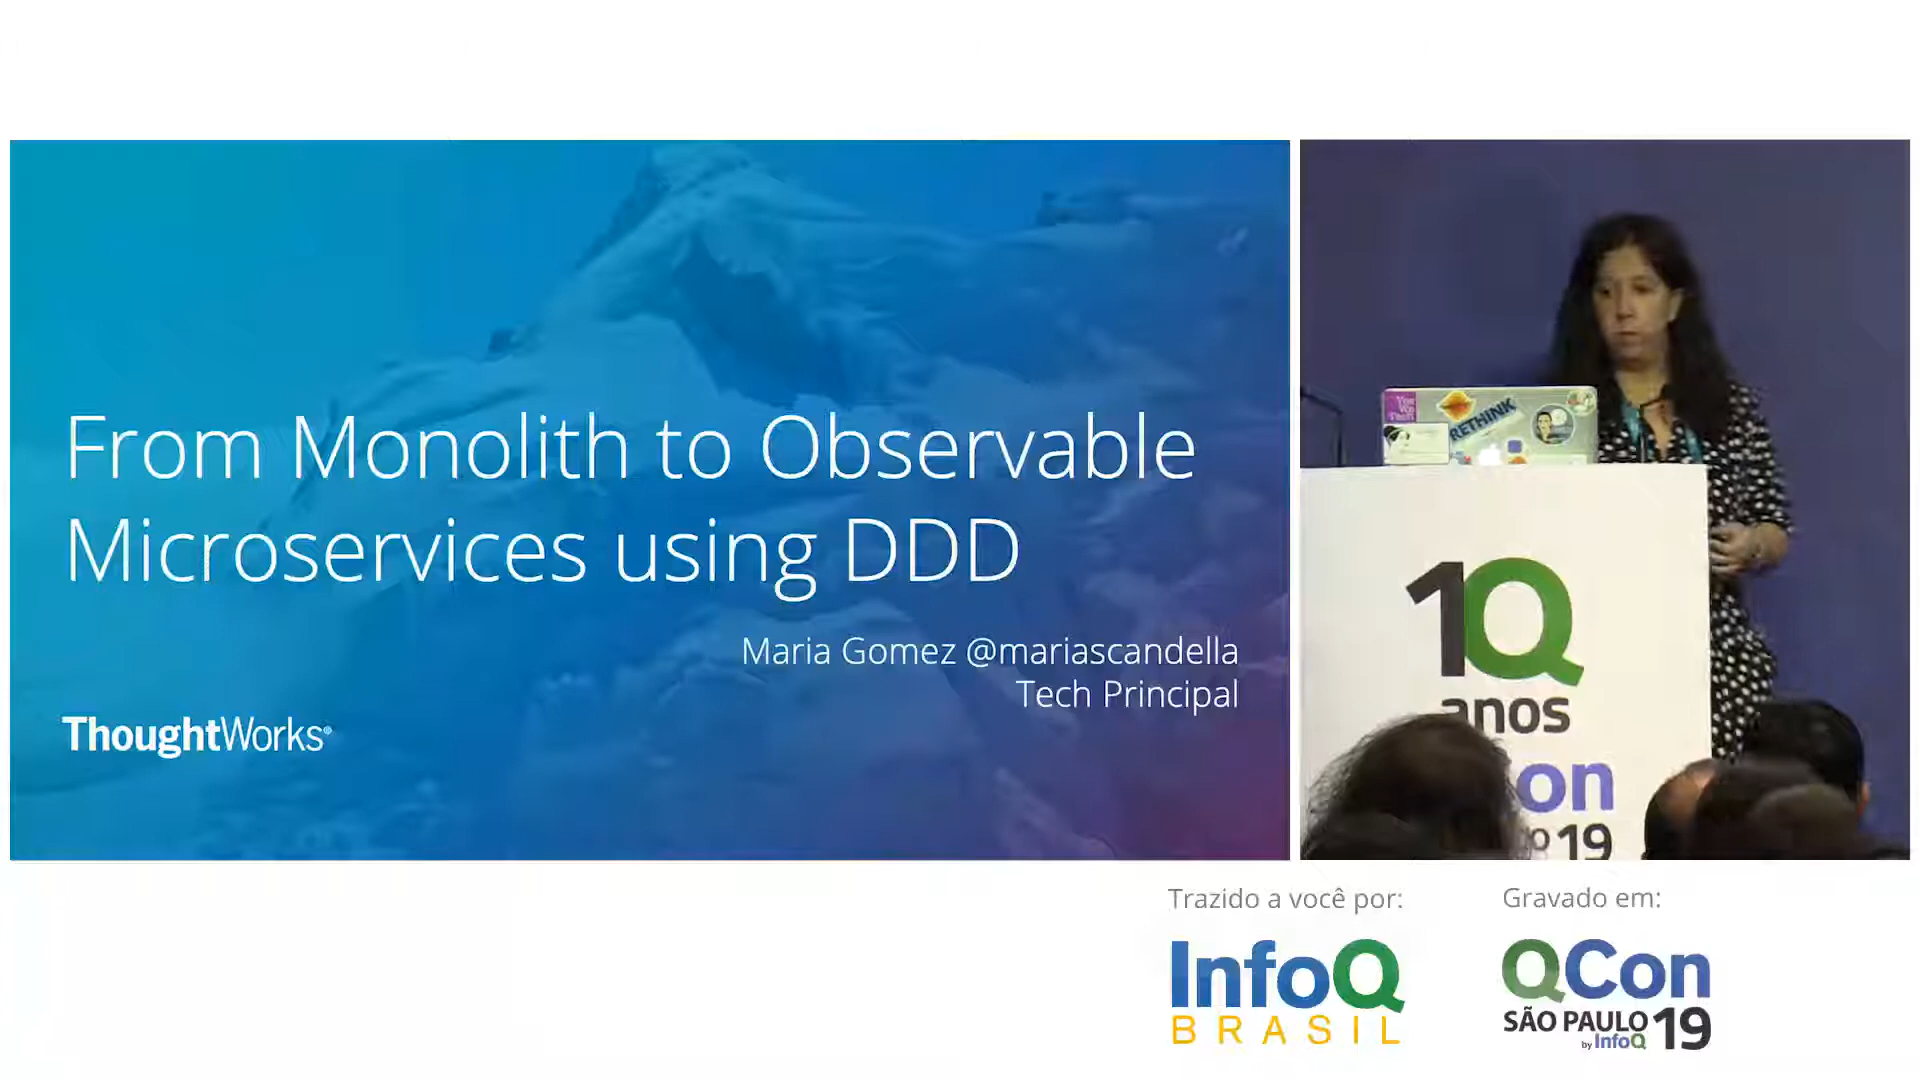 From Monolith to Observable
Microservices using DDD
Maria Gomez @mariascandella
Tech Principal
ThoughtWorks®
RETHINK
10
anos
on
19
Trazido a você por:
InfoQ
BRASIL
Gravado em:
QCon
SÃO PAULO 19
by InfoQ